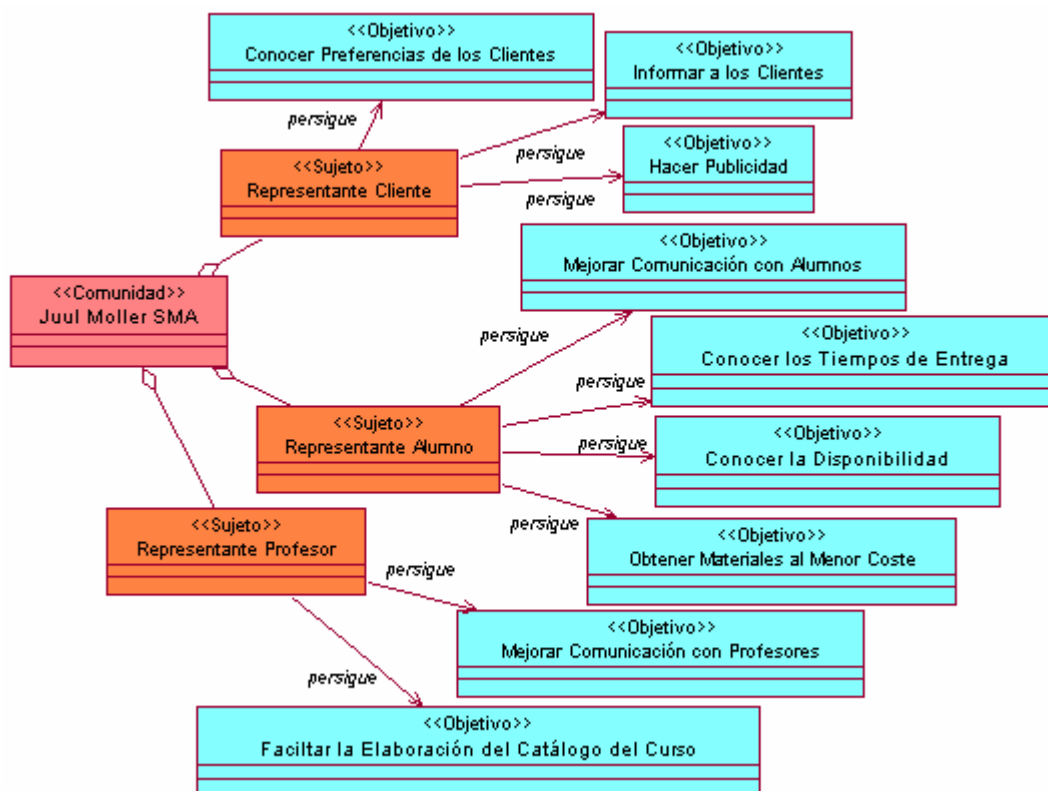 <<Objetivo>>
Conocer Preferencias de los Clientes
<<Objetivo>>
Informar a los Clientes
persigue
persigue
<<Sujeto>>
Representante Cliente
<<Objetivo>>
Hacer Publicidad
persigue
<<Objetivo>>
Mejorar Comunicación con Alumnos
<<Comunidad>>
Juul Moller SMA
persigue
<<Objetivo>>
Conocer los Tiempos de Entrega
persigue
<<Sujeto>>
Representante Alumno
<<Objetivo>>
Conocer la Disponibilidad
persigue
persigue
<<Sujeto>>
Representante Profesor
<<Objetivo>>
Obtener Materiales al Menor Coste
persigue
<<Objetivo>>
Mejorar Comunicación con Profesores
persigue
<<Objetivo>>
Faciltar la Elaboración del Catálogo del Curso